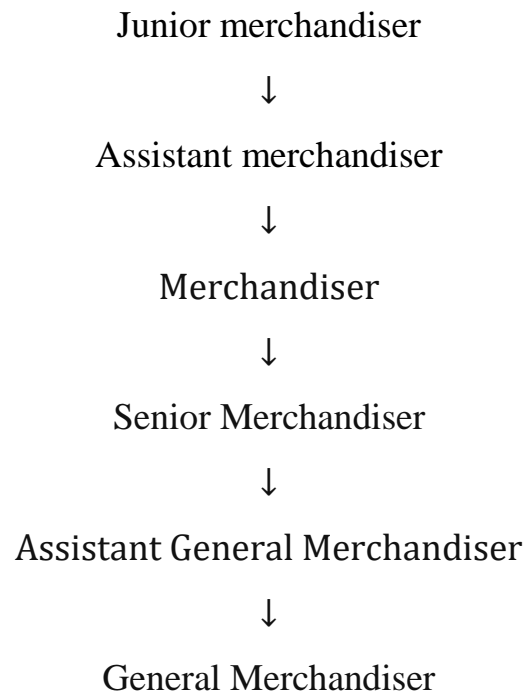 Junior merchandiser
↓
Assistant merchandiser
↓
Merchandiser
↓
Senior Merchandiser
↓
Assistant General Merchandiser
↓
General Merchandiser